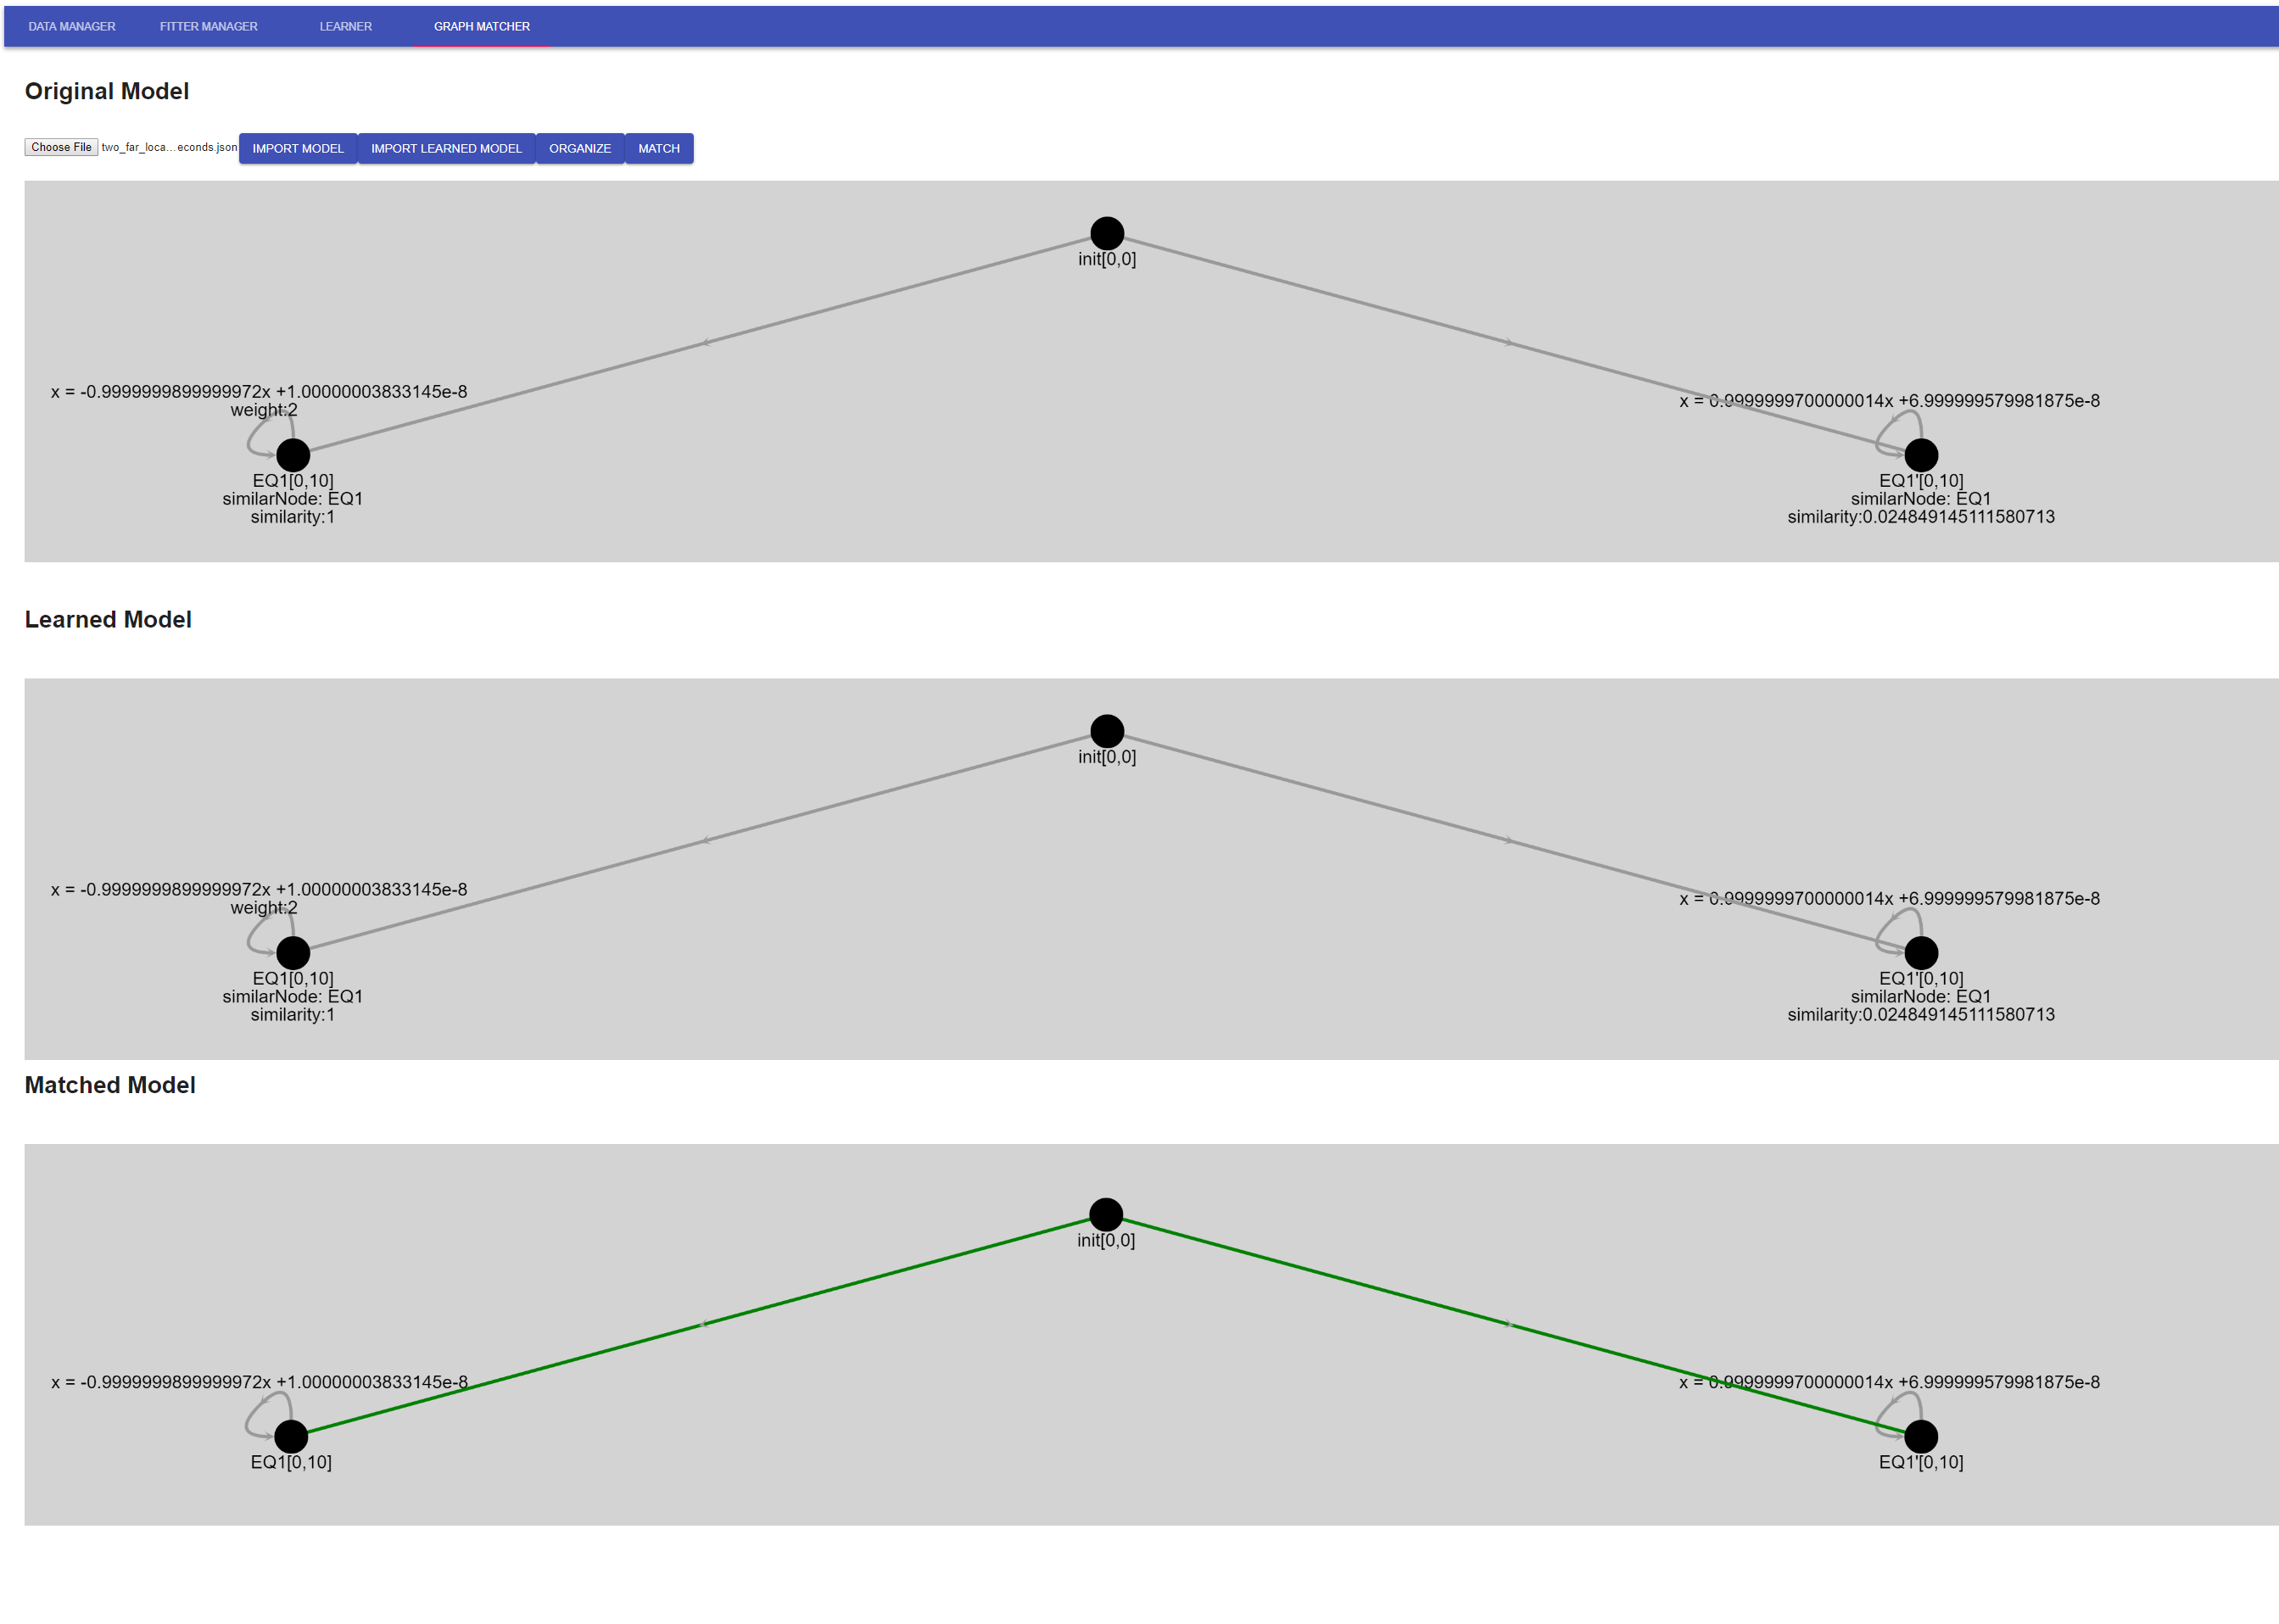 DATA MANAGER FITTER MANAGER LEARNER GRAPH MATCHER
Original Model
Choose File two_far_loca...econds.json IMPORT MODEL IMPORT LEARNED MODEL ORGANIZE MATCH
init[0,0]
x = -0.9999999899999972x +1.00000003833145e-8
weight:2
x = 0.9999999700000014x +6.999999579981875e-8
EQ1[0,10]
similarNode: EQ1
similarity:1
EQ1'[0,10]
similarNode: EQ1
similarity:0.024849145111580713
Learned Model
init[0,0]
x = -0.9999999899999972x +1.00000003833145e-8
weight:2
x = 0.9999999700000014x +6.999999579981875e-8
EQ1[0,10]
similarNode: EQ1
similarity:1
EQ1'[0,10]
similarNode: EQ1
similarity:0.024849145111580713
Matched Model
init[0,0]
x = -0.9999999899999972x +1.00000003833145e-8
x = 0.9999999700000014x +6.999999579981875e-8
EQ1[0,10]
EQ1'[0,10]